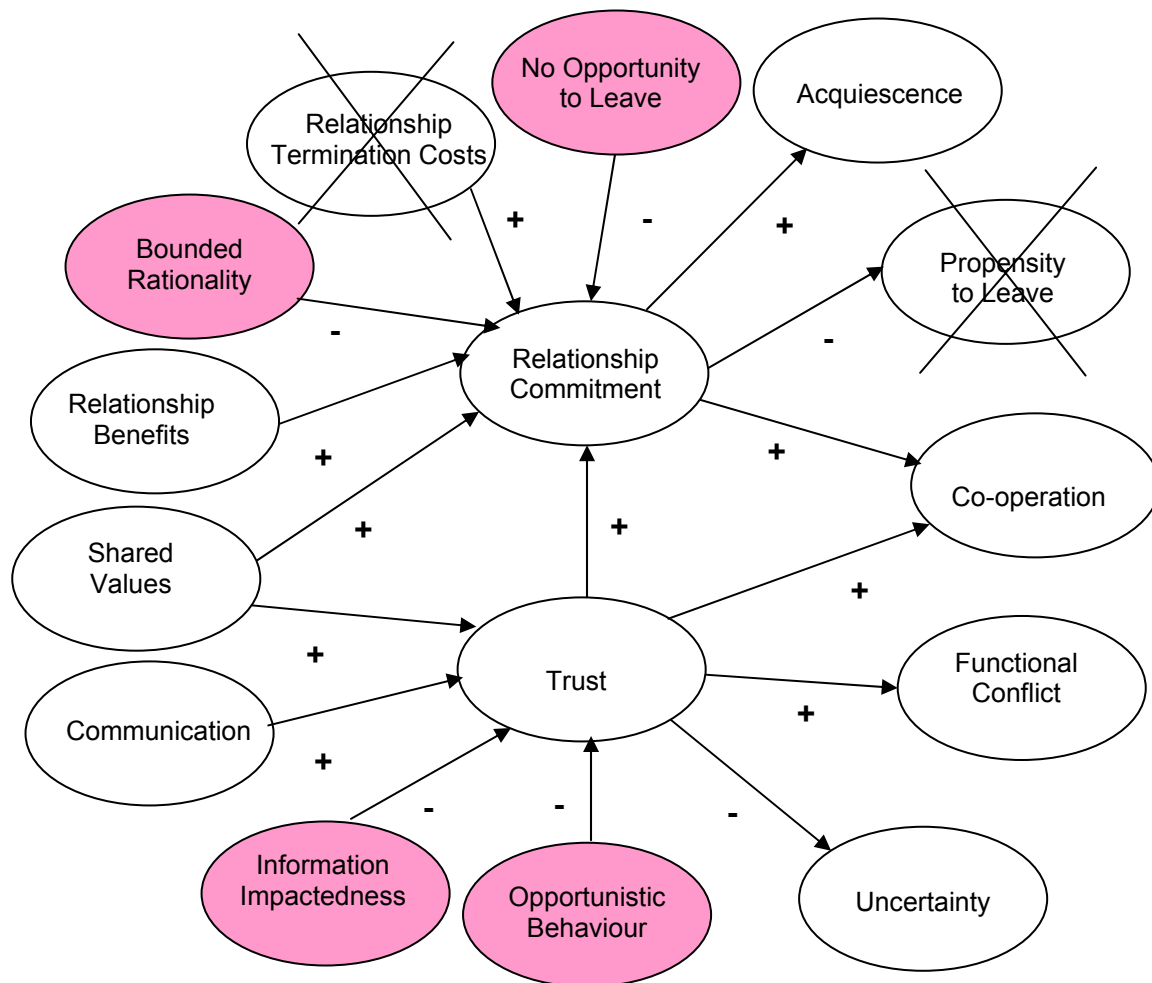 No Opportunity
to Leave
Acquiescence
Relationship
Termination Costs
+
-
+
Bounded
Rationality
Propensity
to Leave
-
-
Relationship
Commitment
Relationship
Benefits
+
+
Co-operation
+
+
Shared
Values
+
+
Trust
Functional
Conflict
Communication
+
+
-
-
-
Information
Impactedness
Opportunistic
Behaviour
Uncertainty